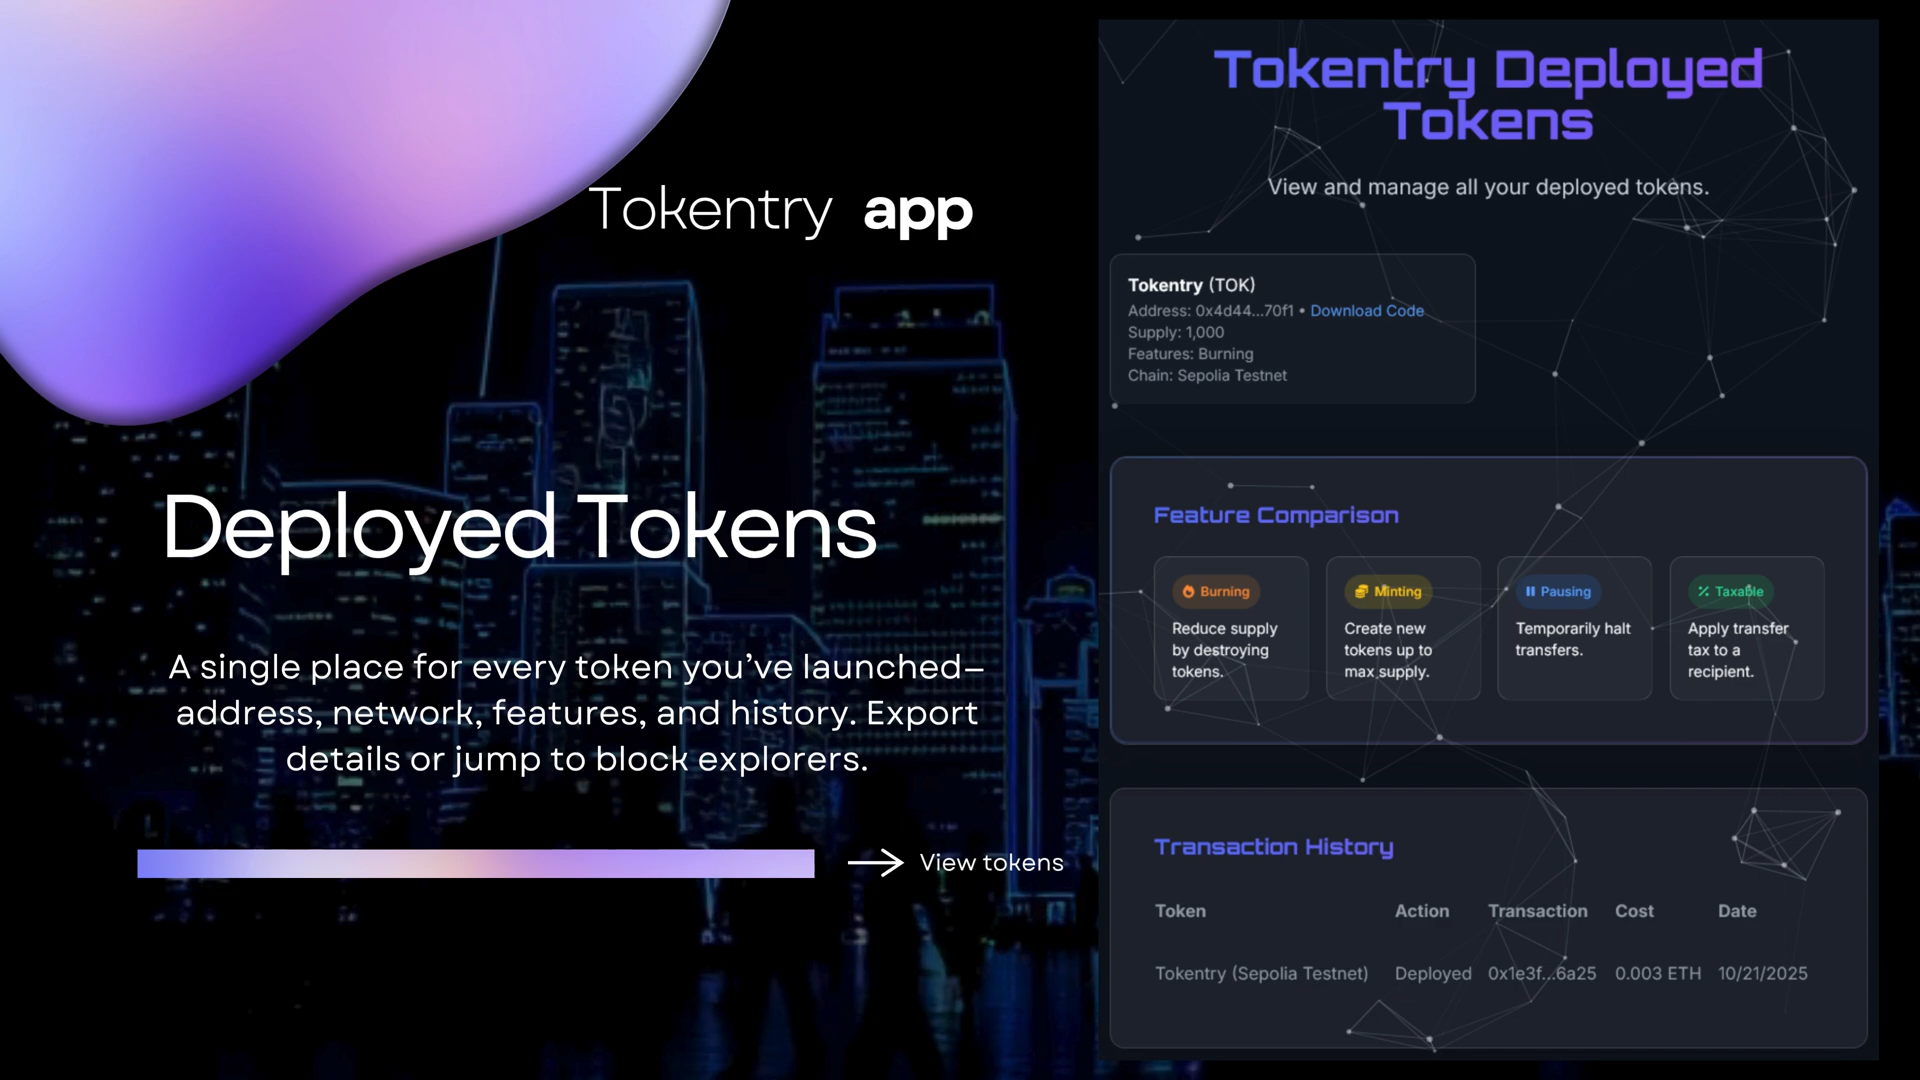 Tokentry app
Deployed Tokens
A single place for every token you’ve launched—
address, network, features, and history. Export
details or jump to block explorers.
View tokens
Tokentry Deployed
Tokens
View and manage all your deployed tokens.
Tokentry (TOK)
Address: 0x4d44...70f1 • Download Code
Supply: 1,000
Features: Burning
Chain: Sepolia Testnet
Feature Comparison
Burning
Reduce supply
by destroying
tokens.
Minting
Create new
tokens up to
max supply.
Pausing
Temporarily halt
transfers.
Taxable
Apply transfer
tax to a
recipient.
Transaction History
Token Action Transaction Cost Date
Tokentry (Sepolia Testnet) Deployed 0x1e3f...6a25 0.003 ETH 10/21/2025